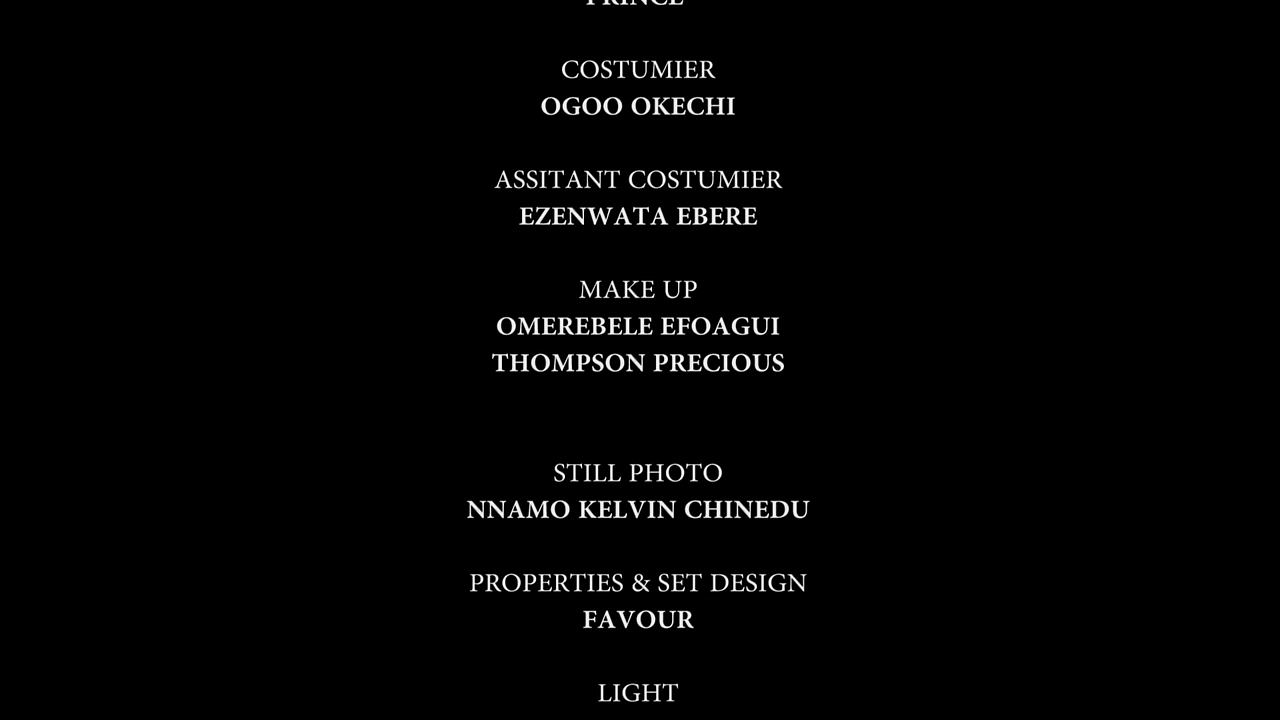 PRINCE
COSTUMIER
OGOO OKECHI
ASSITANT COSTUMIER
EZENWATA EBERE
MAKE UP
OMEREBELE EFOAGUI
THOMPSON PRECIOUS
STILL PHOTO
NNAMO KELVIN CHINEDU
PROPERTIES & SET DESIGN
FAVOUR
LIGHT